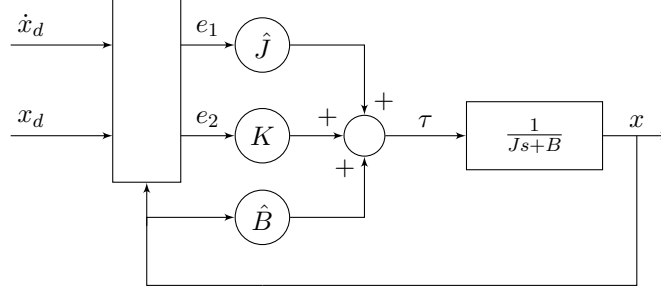 ẋ_d
e_1
Ĵ
+
x_d
e_2
K
+
τ
1/(Js+B)
x
+
B̂